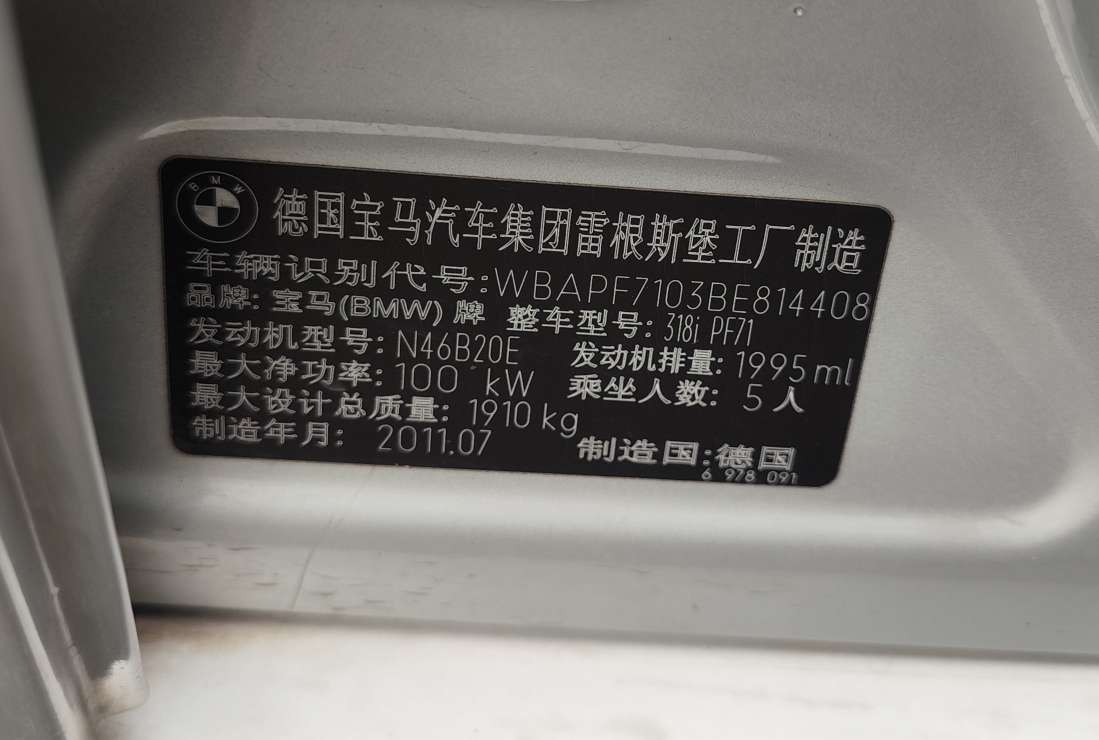 BMW
德国宝马汽车集团雷根斯堡工厂制造
车辆识别代号:WBAPF7103BE814408
品牌:宝马(BMW)牌 整车型号:318i PF71
发动机型号:N46B20E 发动机排量:1995ml
最大净功率:100 kW 乘坐人数:5人
最大设计总质量:1910kg
制造年月:2011.07 制造国:德国
6 978 091